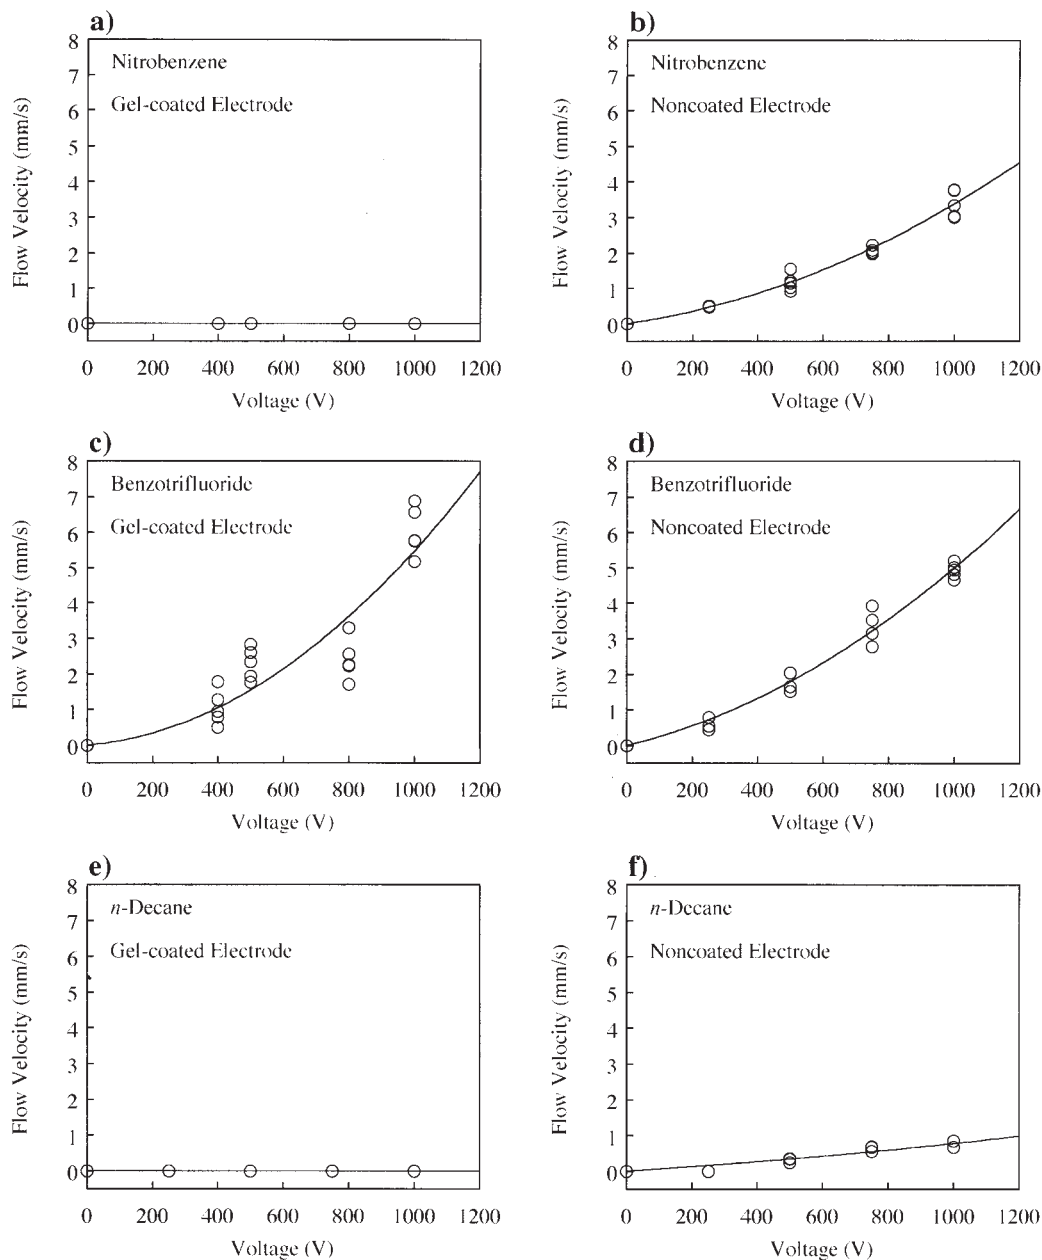 a)
8
7
6
5
4
3
2
1
0
Flow Velocity (mm/s)
Nitrobenzene
Gel-coated Electrode
0 200 400 600 800 1000 1200
Voltage (V)
b)
8
7
6
5
4
3
2
1
0
Flow Velocity (mm/s)
Nitrobenzene
Noncoated Electrode
0 200 400 600 800 1000 1200
Voltage (V)
c)
8
7
6
5
4
3
2
1
0
Flow Velocity (mm/s)
Benzotrifluoride
Gel-coated Electrode
0 200 400 600 800 1000 1200
Voltage (V)
d)
8
7
6
5
4
3
2
1
0
Flow Velocity (mm/s)
Benzotrifluoride
Noncoated Electrode
0 200 400 600 800 1000 1200
Voltage (V)
e)
8
7
6
5
4
3
2
1
0
Flow Velocity (mm/s)
n-Decane
Gel-coated Electrode
0 200 400 600 800 1000 1200
Voltage (V)
f)
8
7
6
5
4
3
2
1
0
Flow Velocity (mm/s)
n-Decane
Noncoated Electrode
0 200 400 600 800 1000 1200
Voltage (V)